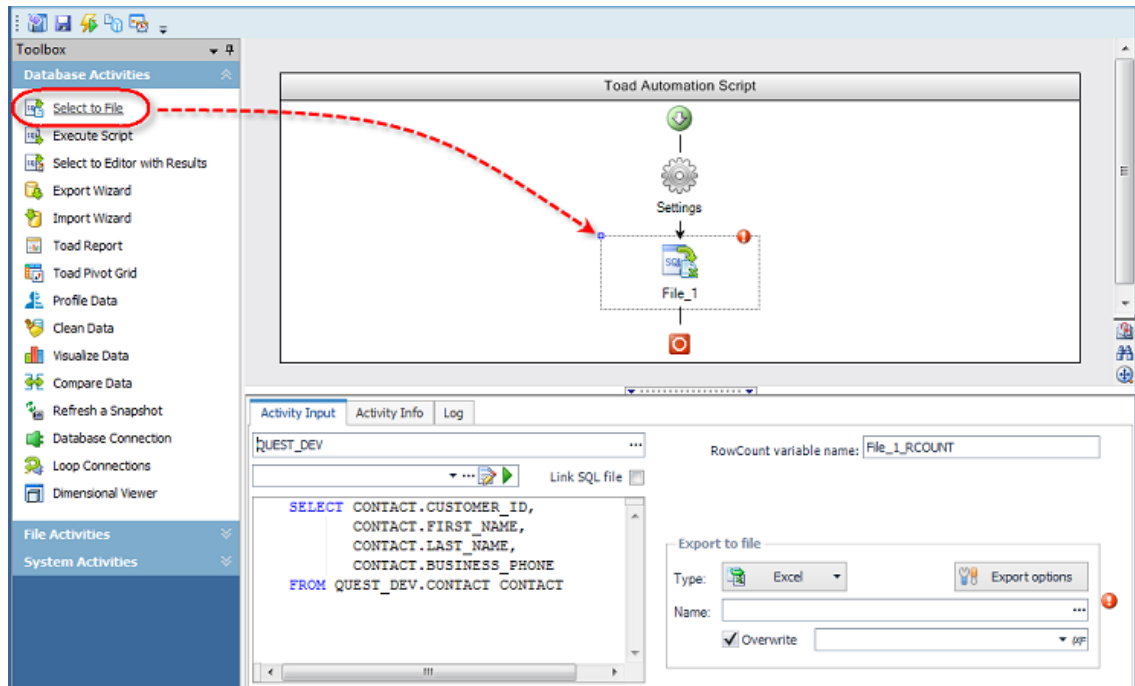 Toolbox
Database Activities
Select to File
Execute Script
Select to Editor with Results
Export Wizard
Import Wizard
Toad Report
Toad Pivot Grid
Profile Data
Clean Data
Visualize Data
Compare Data
Refresh a Snapshot
Database Connection
Loop Connections
Dimensional Viewer
File Activities
System Activities
Toad Automation Script
Settings
SQL
File_1
Activity Input Activity Info Log
QUEST_DEV
RowCount variable name: File_1_RCOUNT
Link SQL file
SELECT CONTACT.CUSTOMER_ID,
CONTACT.FIRST_NAME,
CONTACT.LAST_NAME,
CONTACT.BUSINESS_PHONE
FROM QUEST_DEV.CONTACT CONTACT
Export to file
Type: Excel Export options
Name:
Overwrite